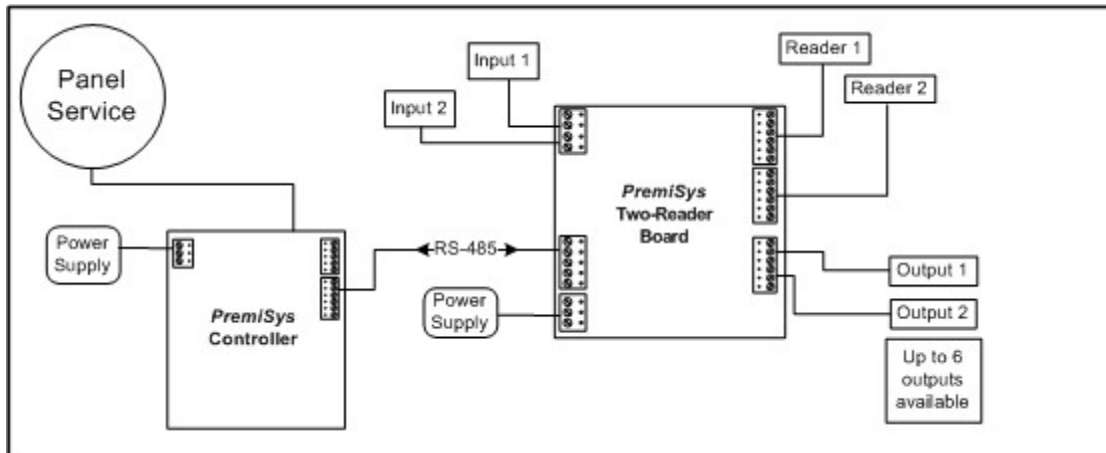 Panel
Service
Input 1
Input 2
Reader 1
Reader 2
PremiSys
Two-Reader
Board
Power
Supply
RS-485
Power
Supply
PremiSys
Controller
Output 1
Output 2
Up to 6
outputs
available